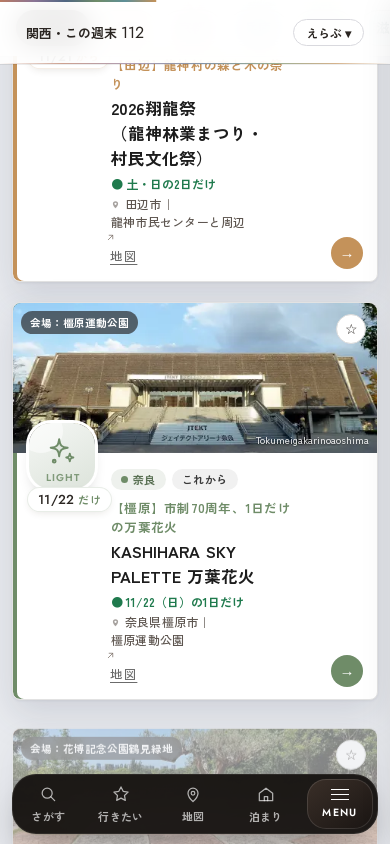 関西・この週末 112
えらぶ ▾
【田辺】龍神村の森と木の祭
り
2026翔龍祭
（龍神林業まつり・
村民文化祭）
土・日の2日だけ
田辺市｜
龍神市民センターと周辺
地図
→
会場：橿原運動公園
☆
JTEKT
ジェイテクトアリーナ奈良
Tokumeigakarinoaoshima
LIGHT
11/22 だけ
奈良
これから
【橿原】市制70周年、1日だけ
の万葉花火
KASHIHARA SKY
PALETTE 万葉花火
11/22（日）の1日だけ
奈良県橿原市｜
橿原運動公園
地図
→
会場：花博記念公園鶴見緑地
☆
さがす
行きたい
地図
泊まり
MENU